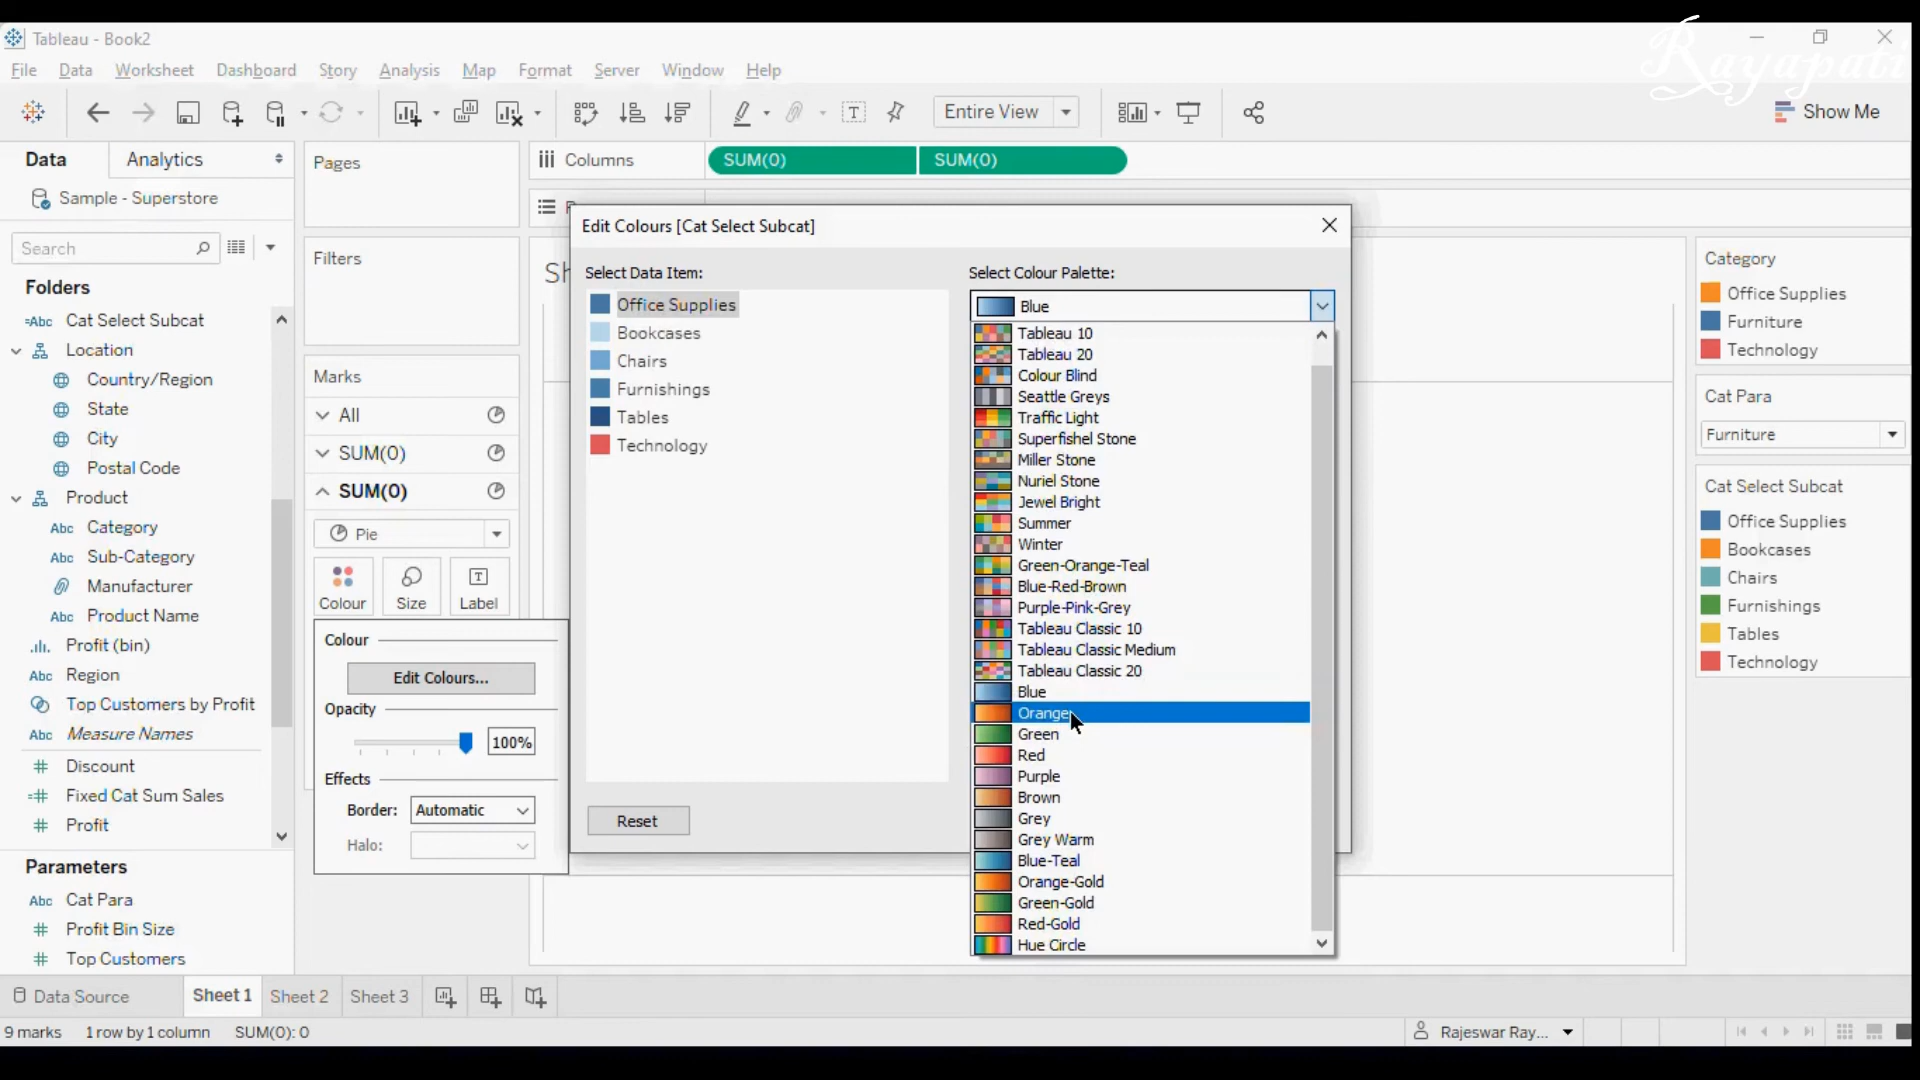 Tableau - Book2
Rayapati
File Data Worksheet Dashboard Story Analysis Map Format Server Window Help
Entire View
Show Me
Data
Analytics
Sample - Superstore
Search
Folders
=Abc Cat Select Subcat
Location
Country/Region
State
City
Postal Code
Product
Abc Category
Abc Sub-Category
Manufacturer
Abc Product Name
Profit (bin)
Abc Region
Top Customers by Profit
Abc Measure Names
# Discount
=# Fixed Cat Sum Sales
# Profit
Parameters
Abc Cat Para
# Profit Bin Size
# Top Customers
Pages
Filters
Marks
All
SUM(0)
SUM(0)
Pie
Colour
Size
Label
Colour
Edit Colours...
Opacity
100%
Effects
Border: Automatic
Halo:
Columns
SUM(0)
SUM(0)
Edit Colours [Cat Select Subcat]
Select Data Item:
Office Supplies
Bookcases
Chairs
Furnishings
Tables
Technology
Reset
Select Colour Palette:
Blue
Tableau 10
Tableau 20
Colour Blind
Seattle Greys
Traffic Light
Superfishel Stone
Miller Stone
Nuriel Stone
Jewel Bright
Summer
Winter
Green-Orange-Teal
Blue-Red-Brown
Purple-Pink-Grey
Tableau Classic 10
Tableau Classic Medium
Tableau Classic 20
Blue
Orange
Green
Red
Purple
Brown
Grey
Grey Warm
Blue-Teal
Orange-Gold
Green-Gold
Red-Gold
Hue Circle
Category
Office Supplies
Furniture
Technology
Cat Para
Furniture
Cat Select Subcat
Office Supplies
Bookcases
Chairs
Furnishings
Tables
Technology
Data Source
Sheet 1
Sheet 2
Sheet 3
9 marks
1 row by 1 column
SUM(0): 0
Rajeswar Ray...